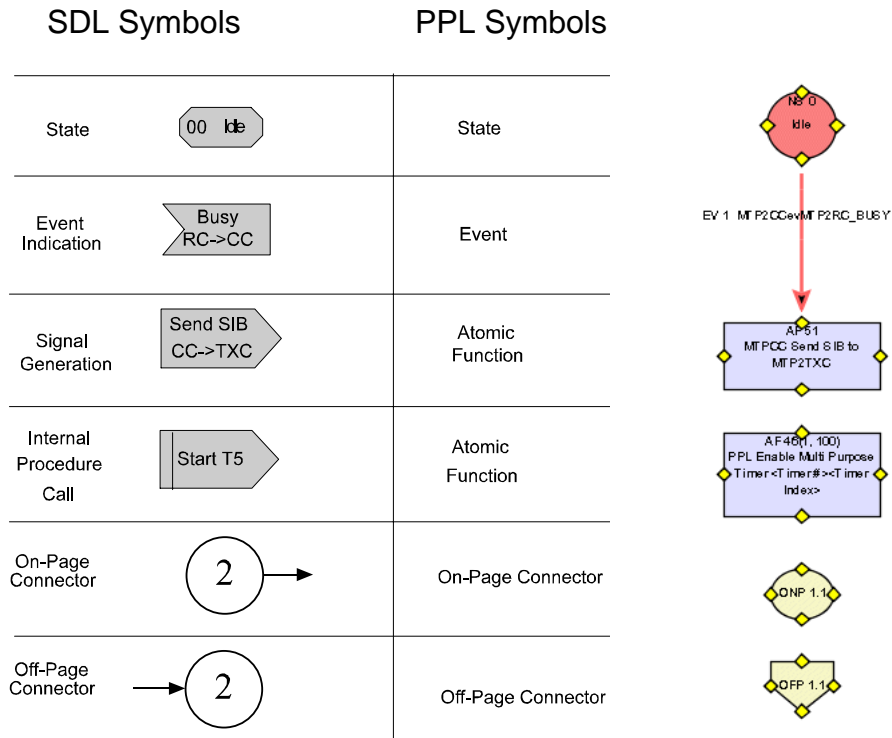 SDL Symbols
PPL Symbols
State
00 Idle
State
NS 0
Idle
Event
Indication
Busy
RC->CC
Event
EV 1 MTP2CCevMTP2RC_BUSY
Signal
Generation
Send SIB
CC->TXC
Atomic
Function
AF51
MTPCC Send SIB to
MTP2TXC
Internal
Procedure
Call
Start T5
Atomic
Function
AF46(1, 100)
PPL Enable Multi Purpose
Timer <Timer#><Timer
Index>
On-Page
Connector
2
On-Page Connector
ONP 1.1
Off-Page
Connector
2
Off-Page Connector
OFP 1.1